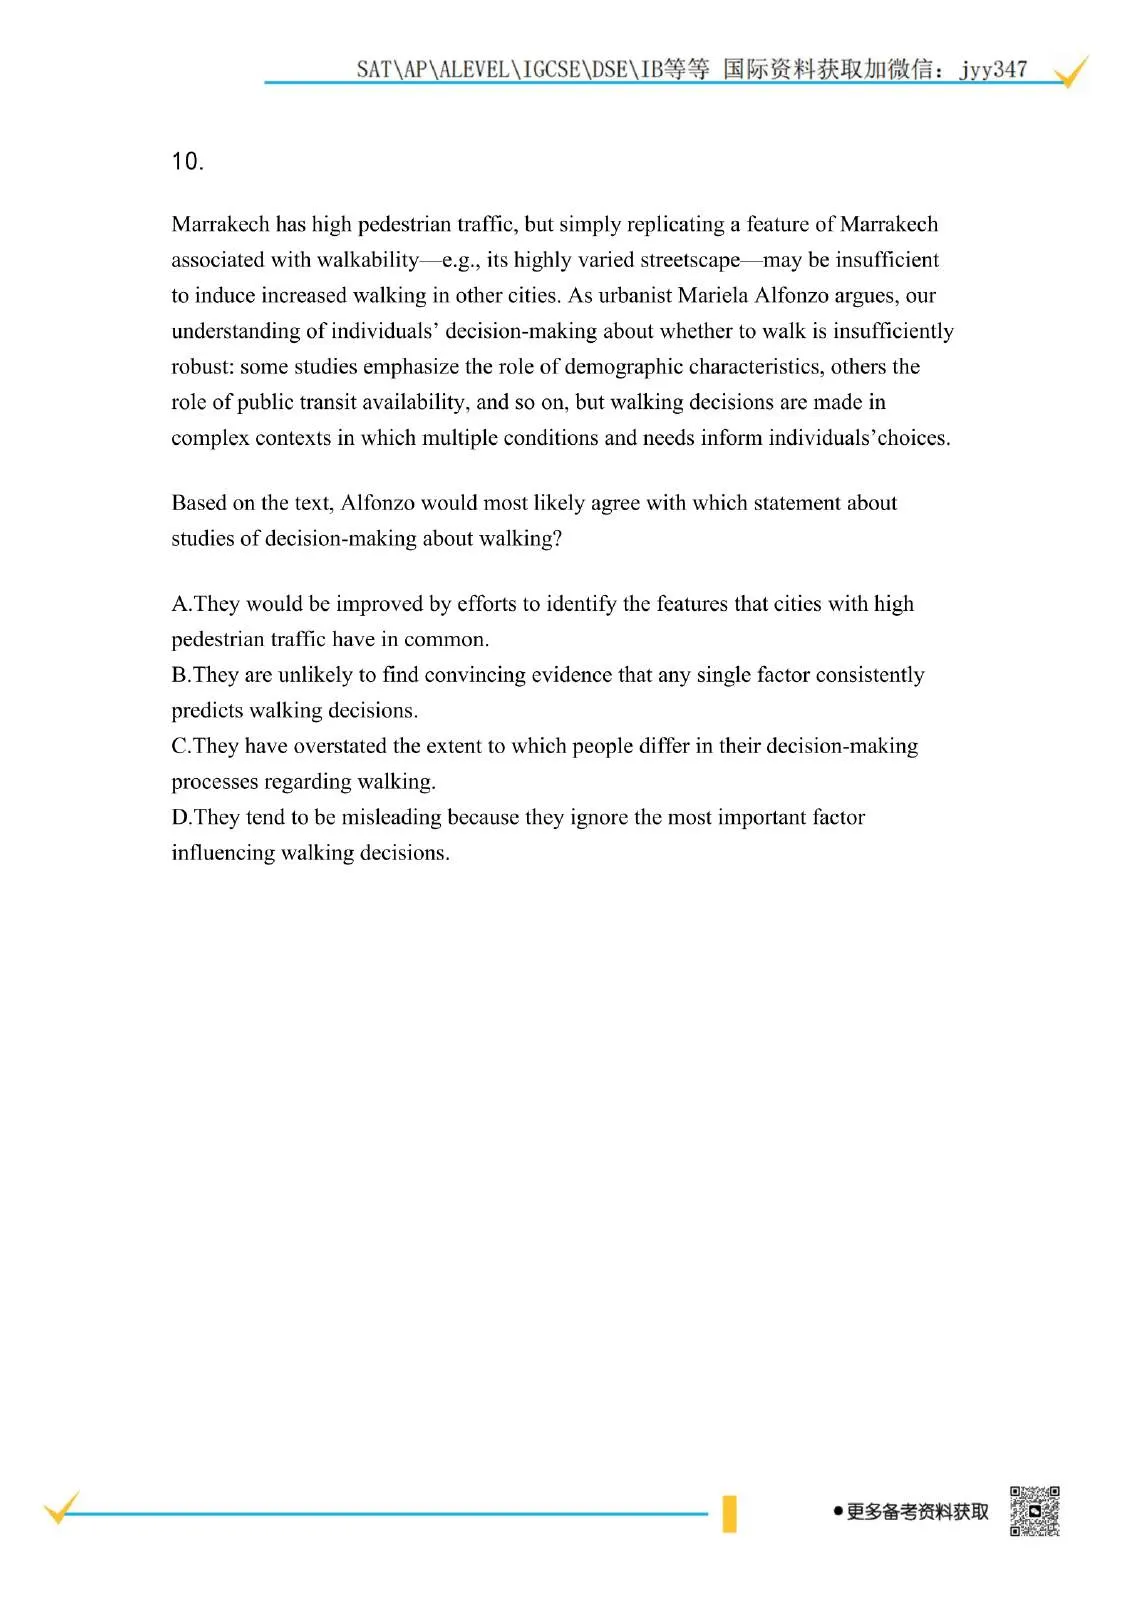 SAT\AP\ALEVEL\IGCSE\DSE\IB等等 国际资料获取加微信：jyy347
10.
Marrakech has high pedestrian traffic, but simply replicating a feature of Marrakech
associated with walkability—e.g., its highly varied streetscape—may be insufficient
to induce increased walking in other cities. As urbanist Mariela Alfonzo argues, our
understanding of individuals’ decision-making about whether to walk is insufficiently
robust: some studies emphasize the role of demographic characteristics, others the
role of public transit availability, and so on, but walking decisions are made in
complex contexts in which multiple conditions and needs inform individuals’choices.
Based on the text, Alfonzo would most likely agree with which statement about
studies of decision-making about walking?
A.They would be improved by efforts to identify the features that cities with high
pedestrian traffic have in common.
B.They are unlikely to find convincing evidence that any single factor consistently
predicts walking decisions.
C.They have overstated the extent to which people differ in their decision-making
processes regarding walking.
D.They tend to be misleading because they ignore the most important factor
influencing walking decisions.
●更多备考资料获取